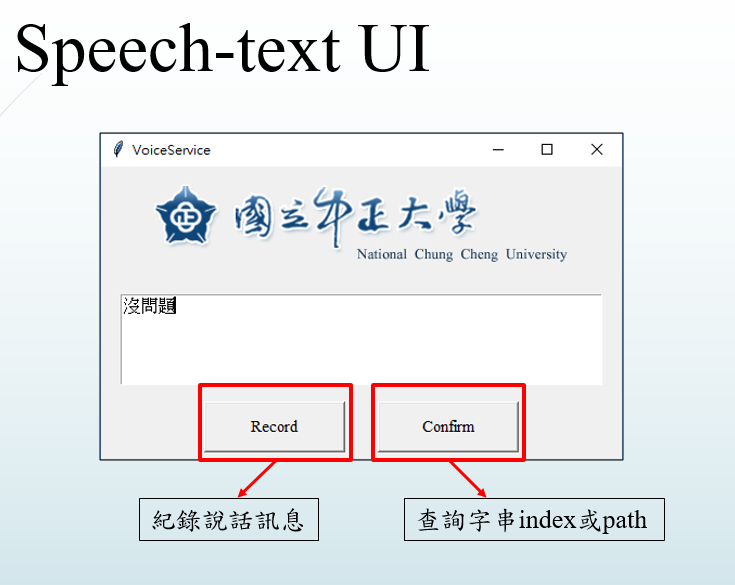 Speech-text UI
VoiceService
國立中正大學
National Chung Cheng University
沒問題
Record
Confirm
紀錄說話訊息
查詢字串index或path